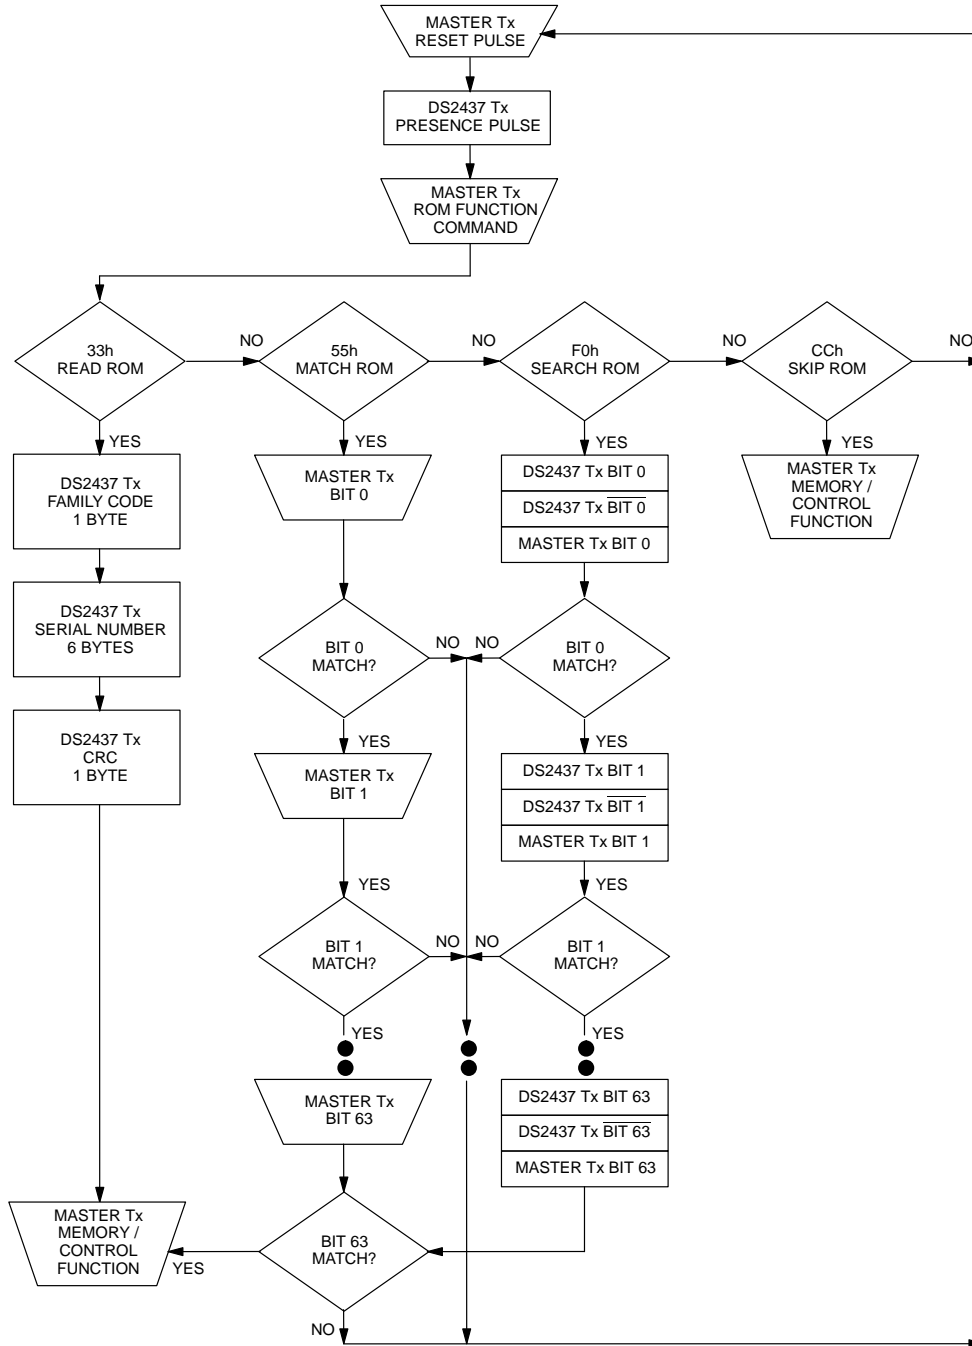 MASTER Tx
RESET PULSE
DS2437 Tx
PRESENCE PULSE
MASTER Tx
ROM FUNCTION
COMMAND
33h
READ ROM
NO
55h
MATCH ROM
NO
F0h
SEARCH ROM
NO
CCh
SKIP ROM
NO
YES
YES
YES
YES
DS2437 Tx
FAMILY CODE
1 BYTE
MASTER Tx
BIT 0
DS2437 Tx BIT 0
DS2437 Tx B̅I̅T̅ ̅0̅
MASTER Tx BIT 0
MASTER Tx
MEMORY /
CONTROL
FUNCTION
DS2437 Tx
SERIAL NUMBER
6 BYTES
BIT 0
MATCH?
NO
NO
BIT 0
MATCH?
YES
YES
DS2437 Tx
CRC
1 BYTE
MASTER Tx
BIT 1
DS2437 Tx BIT 1
DS2437 Tx B̅I̅T̅ ̅1̅
MASTER Tx BIT 1
YES
YES
BIT 1
MATCH?
NO
NO
BIT 1
MATCH?
YES
YES
MASTER Tx
BIT 63
DS2437 Tx BIT 63
DS2437 Tx B̅I̅T̅ ̅6̅3̅
MASTER Tx BIT 63
MASTER Tx
MEMORY /
CONTROL
FUNCTION
YES
BIT 63
MATCH?
NO